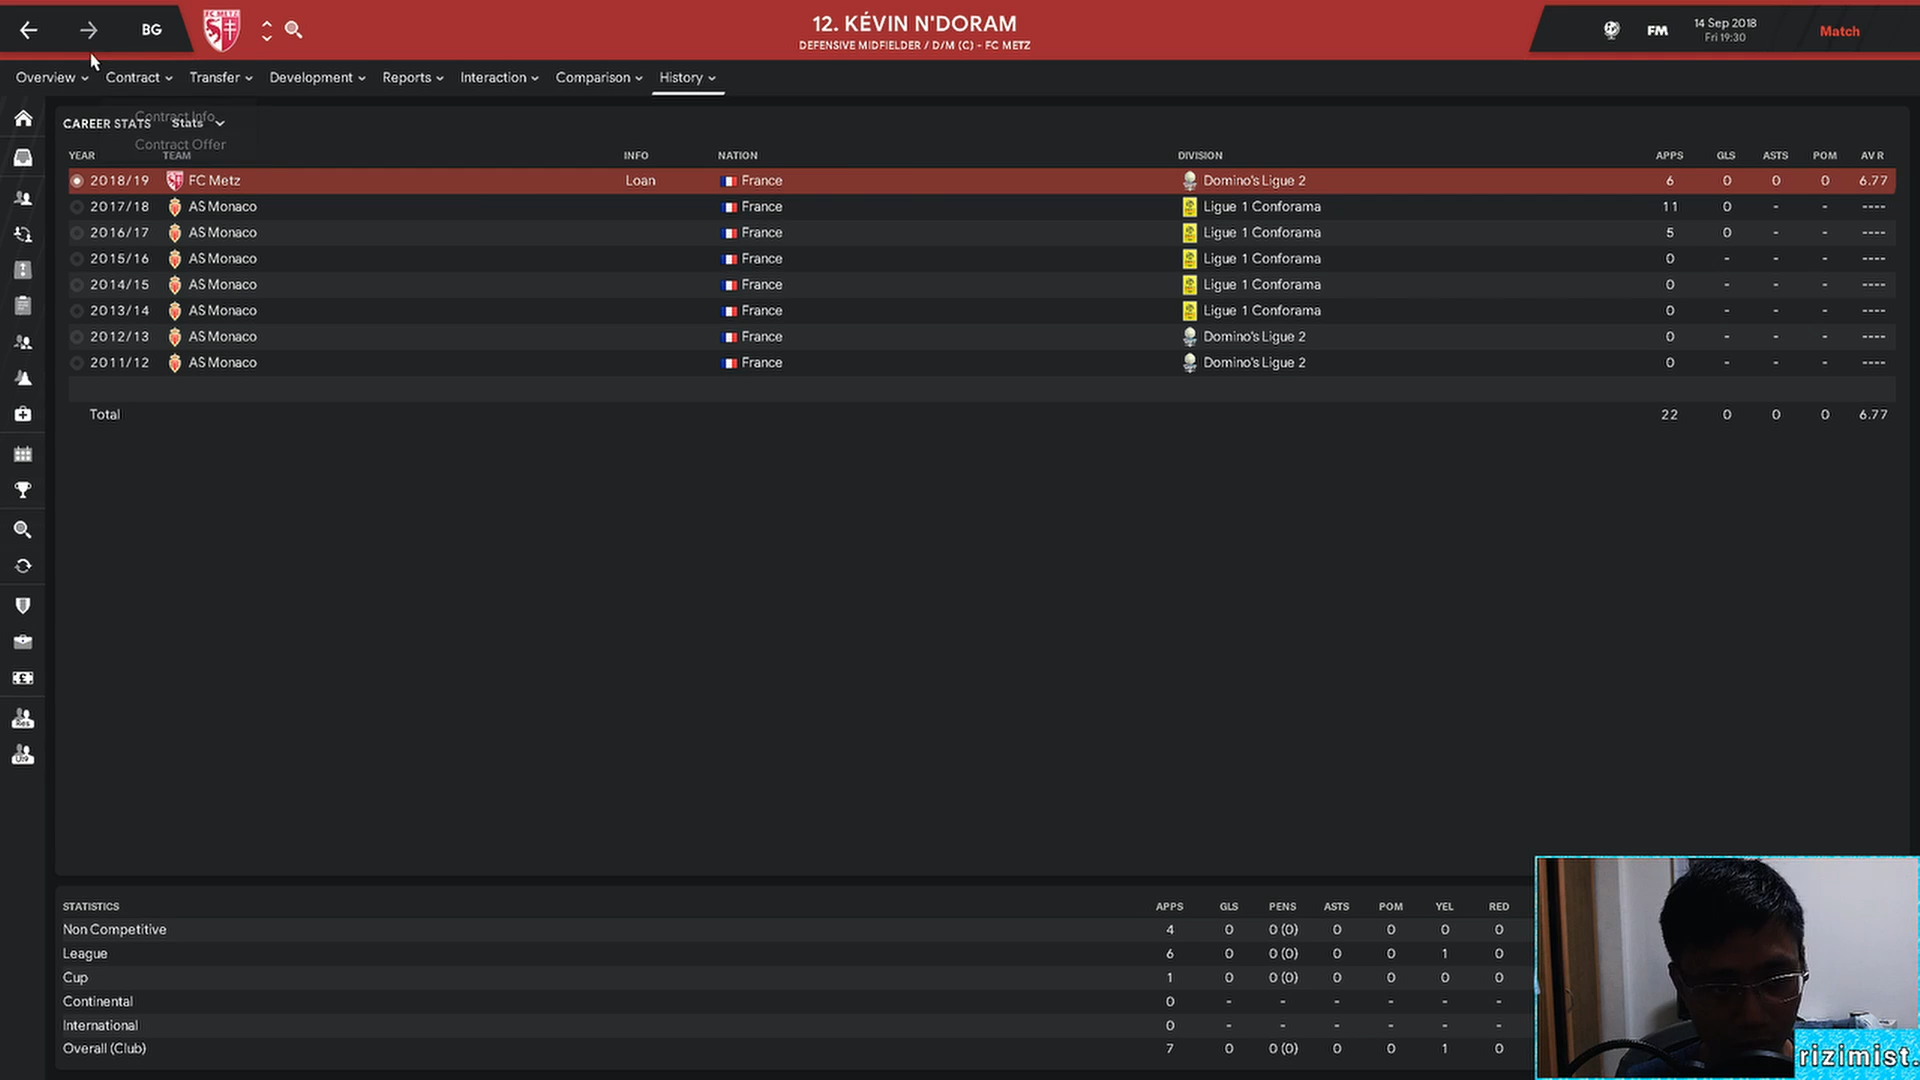 BG
12. KÉVIN N'DORAM
DEFENSIVE MIDFIELDER / D/M (C) - FC METZ
FM
14 Sep 2018
Fri 19:30
Match
Overview Contract Transfer Development Reports Interaction Comparison History
Contract Info
CAREER STATS Stats
Contract Offer
YEAR TEAM INFO NATION DIVISION APPS GLS ASTS POM AV R
2018/19 FC Metz Loan France Domino's Ligue 2 6 0 0 0 6.77
2017/18 AS Monaco France Ligue 1 Conforama 11 0 - - ----
2016/17 AS Monaco France Ligue 1 Conforama 5 0 - - ----
2015/16 AS Monaco France Ligue 1 Conforama 0 - - - ----
2014/15 AS Monaco France Ligue 1 Conforama 0 - - - ----
2013/14 AS Monaco France Ligue 1 Conforama 0 - - - ----
2012/13 AS Monaco France Domino's Ligue 2 0 - - - ----
2011/12 AS Monaco France Domino's Ligue 2 0 - - - ----
Total 22 0 0 0 6.77
STATISTICS APPS GLS PENS ASTS POM YEL RED
Non Competitive 4 0 0 (0) 0 0 0 0
League 6 0 0 (0) 0 0 1 0
Cup 1 0 0 (0) 0 0 0 0
Continental 0 - - - - - -
International 0 - - - - - -
Overall (Club) 7 0 0 (0) 0 0 1 0
rizimist.